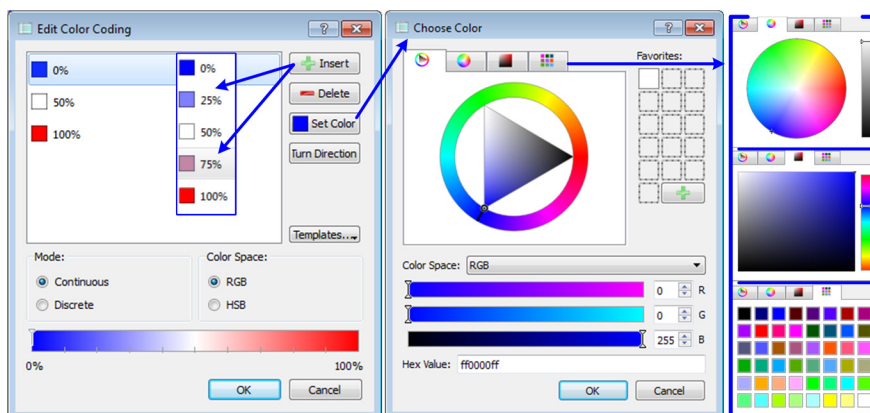 Edit Color Coding
0%
50%
100%
0%
25%
50%
75%
100%
Insert
Delete
Set Color
Turn Direction
Templates...
Mode:
Continuous
Discrete
Color Space:
RGB
HSB
0%
100%
OK
Cancel
Choose Color
Favorites:
Color Space:
RGB
0
R
0
G
255
B
Hex Value:
ff0000ff
OK
Cancel